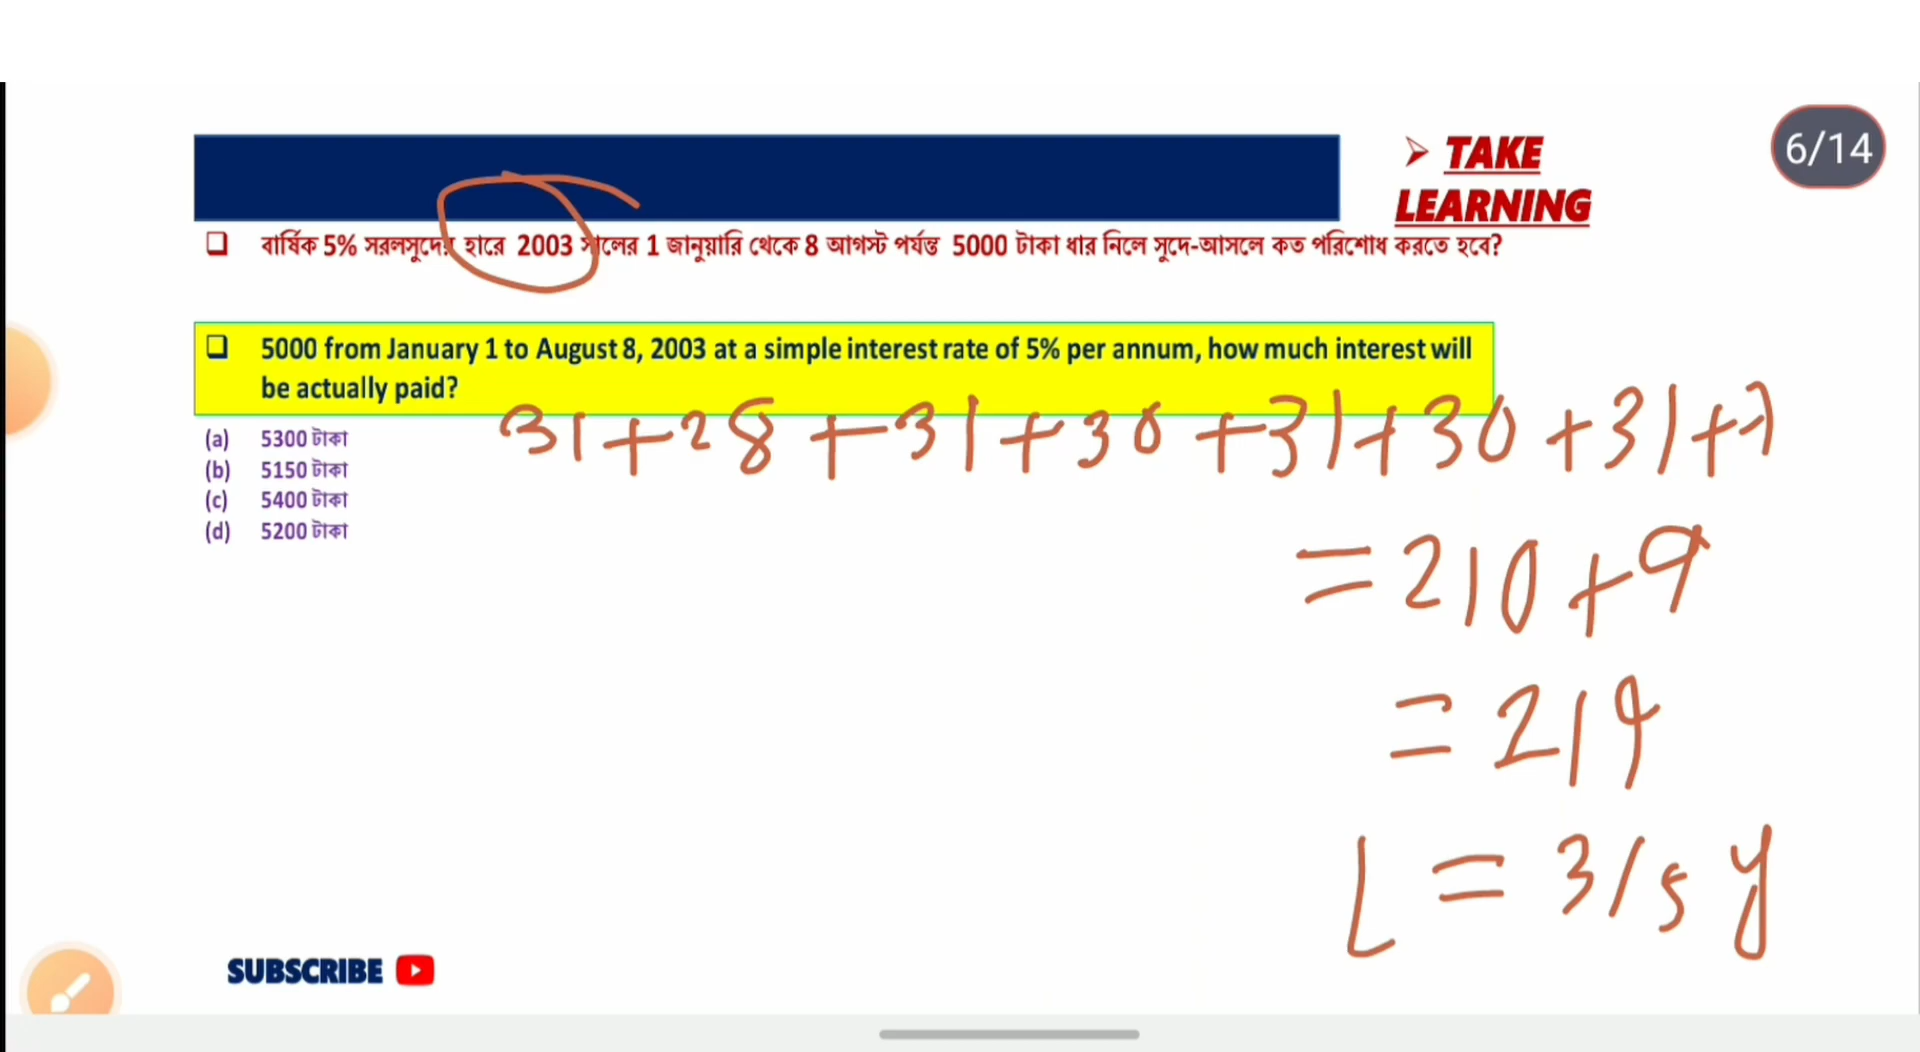 ➢ TAKE
LEARNING
6/14
❑ বার্ষিক 5% সরলসুদের হারে 2003 সালের 1 জানুয়ারি থেকে 8 আগস্ট পর্যন্ত 5000 টাকা ধার নিলে সুদে-আসলে কত পরিশোধ করতে হবে?
❑ 5000 from January 1 to August 8, 2003 at a simple interest rate of 5% per annum, how much interest will
be actually paid?
31+28+31+30+31+30+31+7
(a) 5300 টাকা
(b) 5150 টাকা
(c) 5400 টাকা
(d) 5200 টাকা
=210+9
=219
= 3/5 y
SUBSCRIBE